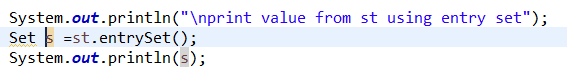 System.out.println("\nprint value from st using entry set");
Set s =st.entrySet();
System.out.println(s);